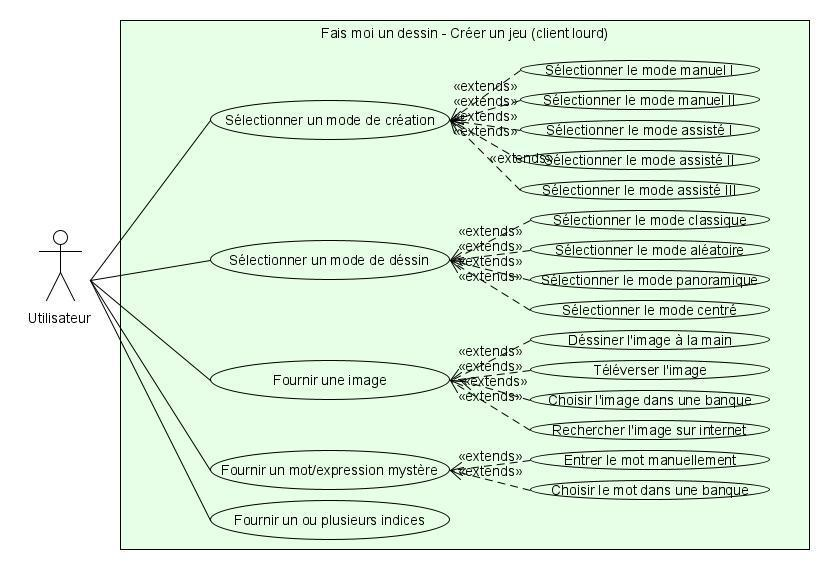 Fais moi un dessin - Créer un jeu (client lourd)
Sélectionner le mode manuel I
«extends»
Sélectionner le mode manuel II
«extends»
Sélectionner un mode de création
«extends»
Sélectionner le mode assisté I
«extends»
«extends»
Sélectionner le mode assisté II
Sélectionner le mode assisté III
Sélectionner le mode classique
«extends»
Sélectionner le mode aléatoire
«extends»
Sélectionner un mode de déssin
«extends»
Sélectionner le mode panoramique
«extends»
Sélectionner le mode centré
Utilisateur
Déssiner l'image à la main
«extends»
Téléverser l'image
«extends»
Fournir une image
«extends»
Choisir l'image dans une banque
«extends»
Rechercher l'image sur internet
«extends»
Entrer le mot manuellement
Fournir un mot/expression mystère
«extends»
Choisir le mot dans une banque
Fournir un ou plusieurs indices